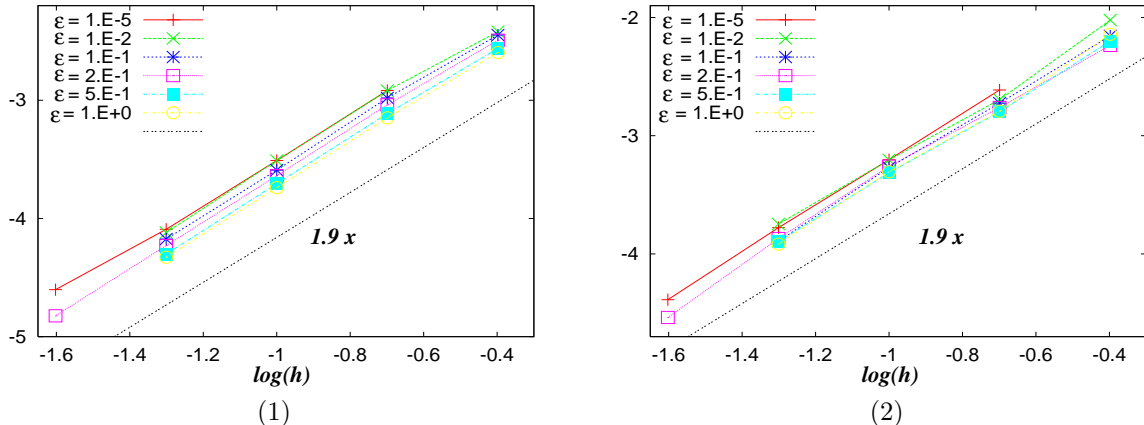 ε = 1.E-5
ε = 1.E-2
ε = 1.E-1
ε = 2.E-1
ε = 5.E-1
ε = 1.E+0
-3
-4
-5
1.9 x
-1.6 -1.4 -1.2 -1 -0.8 -0.6 -0.4
log(h)
(1)
-2
ε = 1.E-5
ε = 1.E-2
ε = 1.E-1
ε = 2.E-1
ε = 5.E-1
ε = 1.E+0
-3
-4
1.9 x
-1.6 -1.4 -1.2 -1 -0.8 -0.6 -0.4
log(h)
(2)